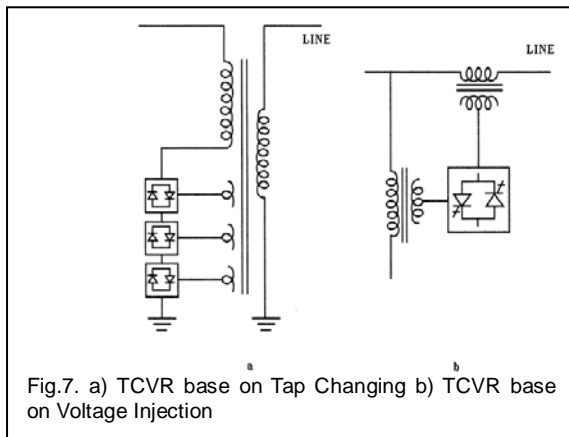 LINE
LINE
a
b
Fig.7. a) TCVR base on Tap Changing b) TCVR base
on Voltage Injection